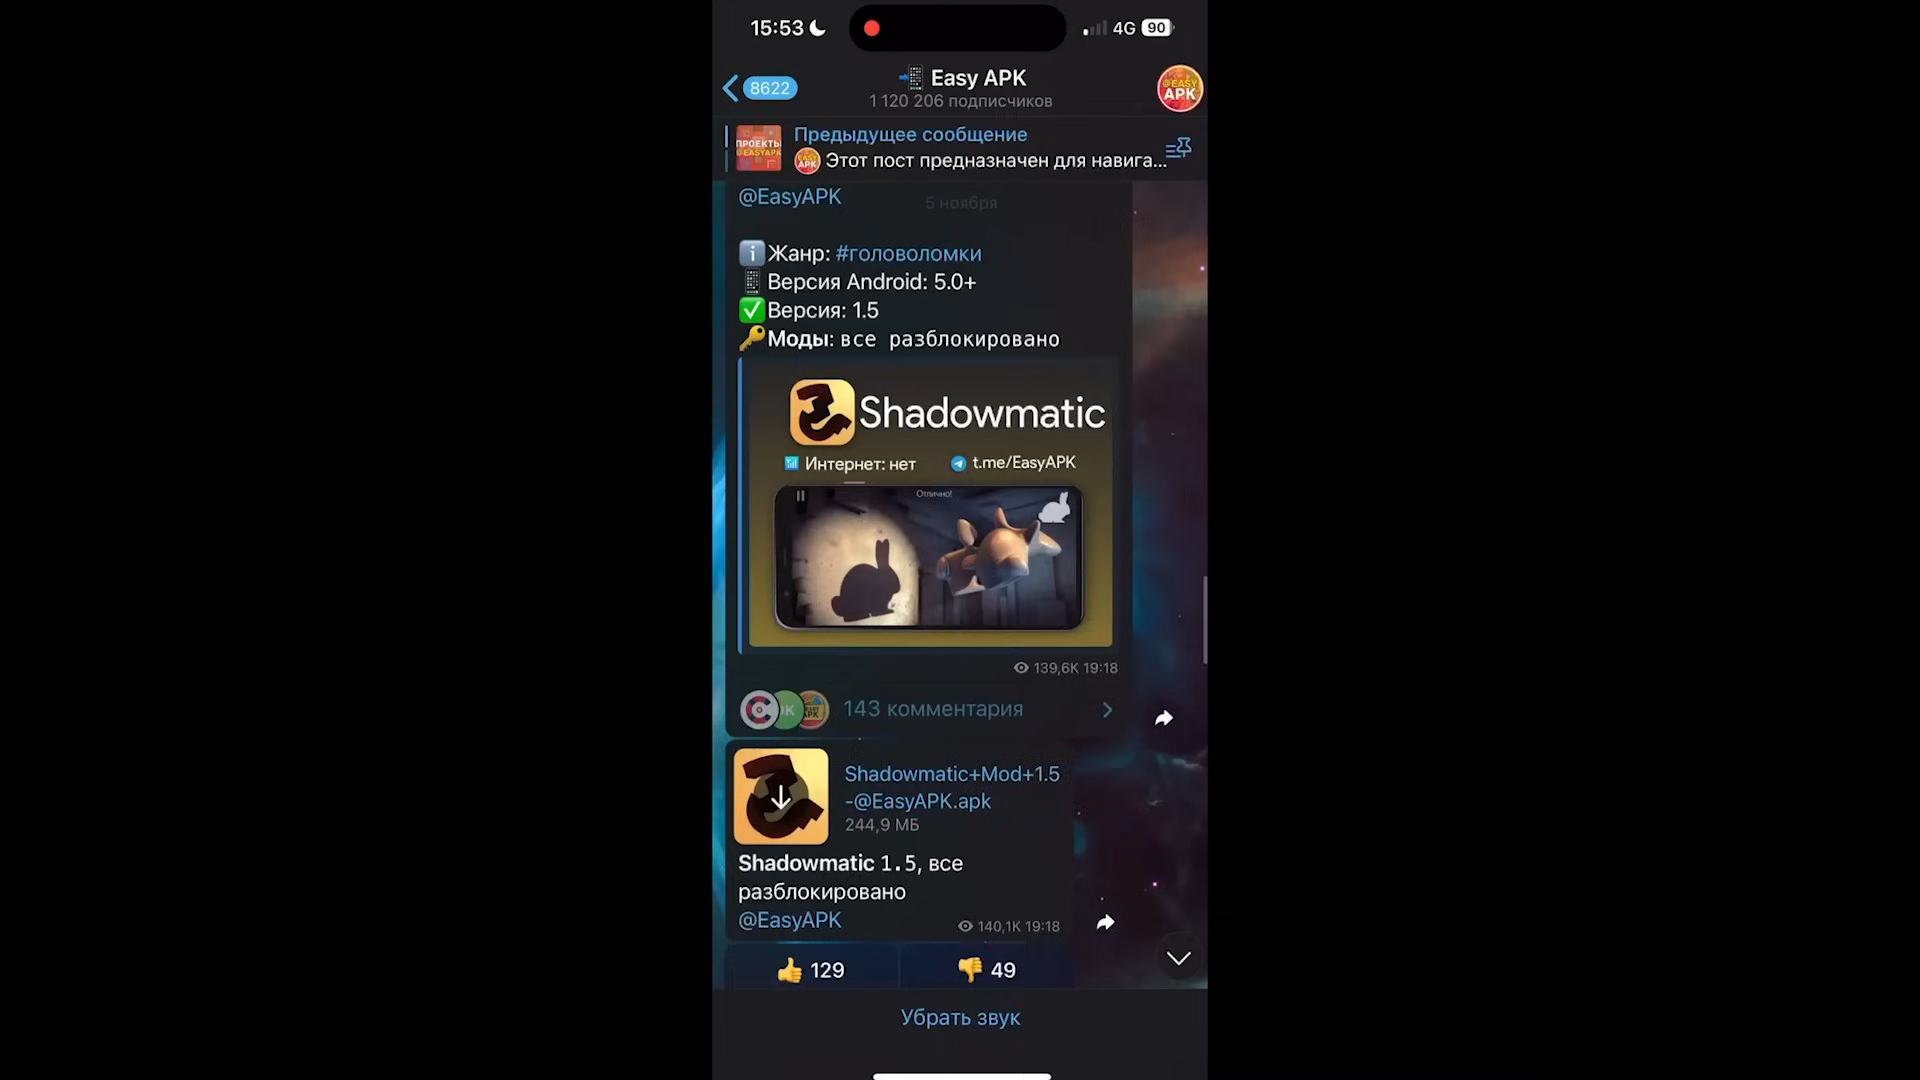 15:53
4G 90
8622
Easy APK
1 120 206 подписчиков
@EASY
APK
ПРОЕКТЫ
@EASYAPK
Предыдущее сообщение
Этот пост предназначен для навига...
@EasyAPK
5 ноября
Жанр: #головоломки
Версия Android: 5.0+
Версия: 1.5
Моды: все разблокировано
Shadowmatic
Интернет: нет
t.me/EasyAPK
Отлично!
139,6K 19:18
143 комментария
Shadowmatic+Mod+1.5
-@EasyAPK.apk
244,9 МБ
Shadowmatic 1.5, все
разблокировано
@EasyAPK
140,1K 19:18
129
49
Убрать звук